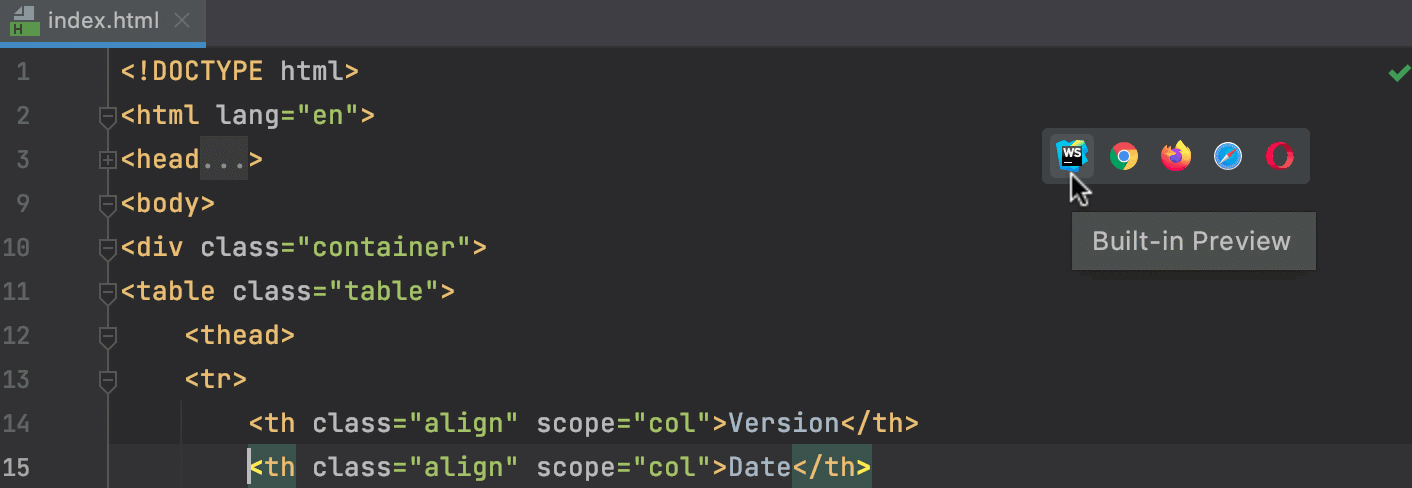 H index.html
1 <!DOCTYPE html>
2 <html lang="en">
3 <head...>
WS
9 <body>
Built-in Preview
10 <div class="container">
11 <table class="table">
12 <thead>
13 <tr>
14 <th class="align" scope="col">Version</th>
15 <th class="align" scope="col">Date</th>